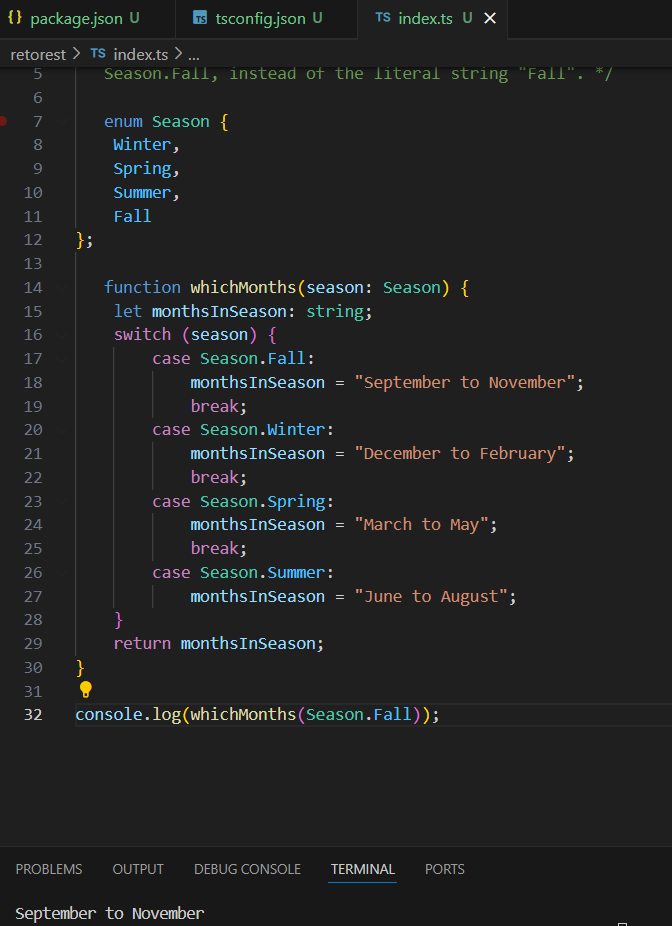 {} package.json U
TS tsconfig.json U
TS index.ts U ×
retorest > TS index.ts > ...
5 Season.Fall, instead of the literal string "Fall". */
6
7 enum Season {
8 Winter,
9 Spring,
10 Summer,
11 Fall
12 };
13
14 function whichMonths(season: Season) {
15 let monthsInSeason: string;
16 switch (season) {
17 case Season.Fall:
18 monthsInSeason = "September to November";
19 break;
20 case Season.Winter:
21 monthsInSeason = "December to February";
22 break;
23 case Season.Spring:
24 monthsInSeason = "March to May";
25 break;
26 case Season.Summer:
27 monthsInSeason = "June to August";
28 }
29 return monthsInSeason;
30 }
31
32 console.log(whichMonths(Season.Fall));
PROBLEMS OUTPUT DEBUG CONSOLE TERMINAL PORTS
September to November